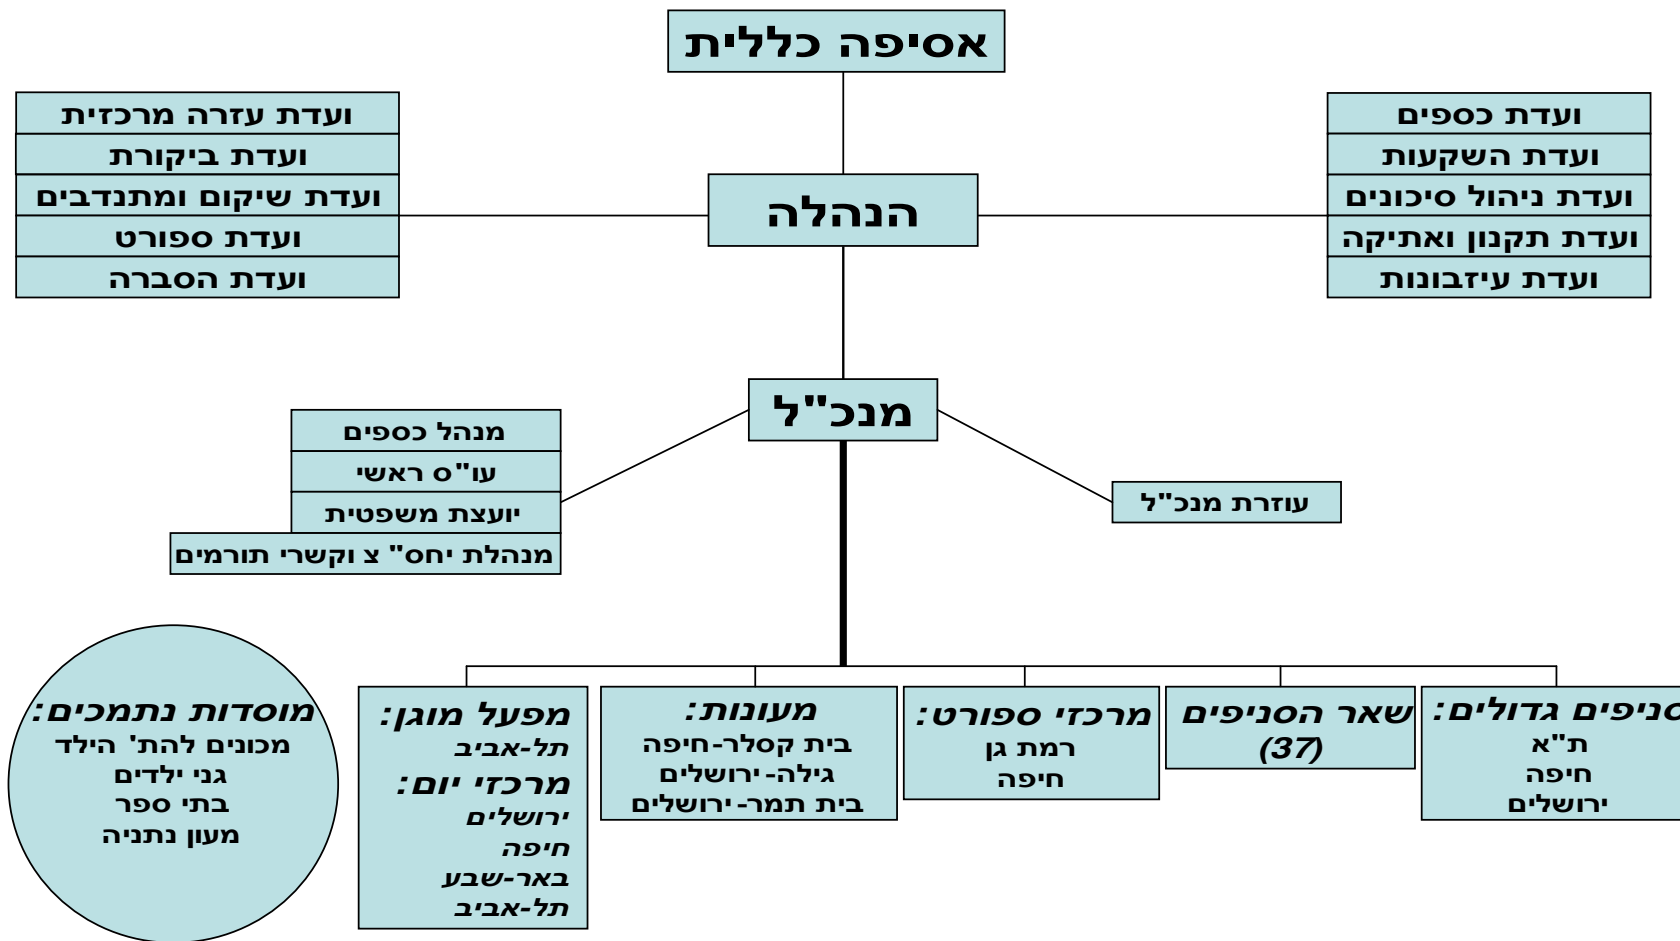 אסיפה כללית
ועדת כספים
ועדת השקעות
ועדת ניהול סיכונים
ועדת תקנון ואתיקה
ועדת עיזבונות
הנהלה
ועדת עזרה מרכזית
ועדת ביקורת
ועדת שיקום ומתנדבים
ועדת ספורט
ועדת הסברה
מנכ"ל
עוזרת מנכ"ל
מנהל כספים
עו"ס ראשי
יועצת משפטית
מנהלת יחס" צ וקשרי תורמים
סניפים גדולים:
ת"א
חיפה
ירושלים
שאר הסניפים
(37)
מרכזי ספורט:
רמת גן
חיפה
מעונות:
בית קסלר-חיפה
גילה-ירושלים
בית תמר-ירושלים
מפעל מוגן:
תל-אביב
מרכזי יום:
ירושלים
חיפה
באר-שבע
תל-אביב
מוסדות נתמכים:
מכונים להת' הילד
גני ילדים
בתי ספר
מעון נתניה